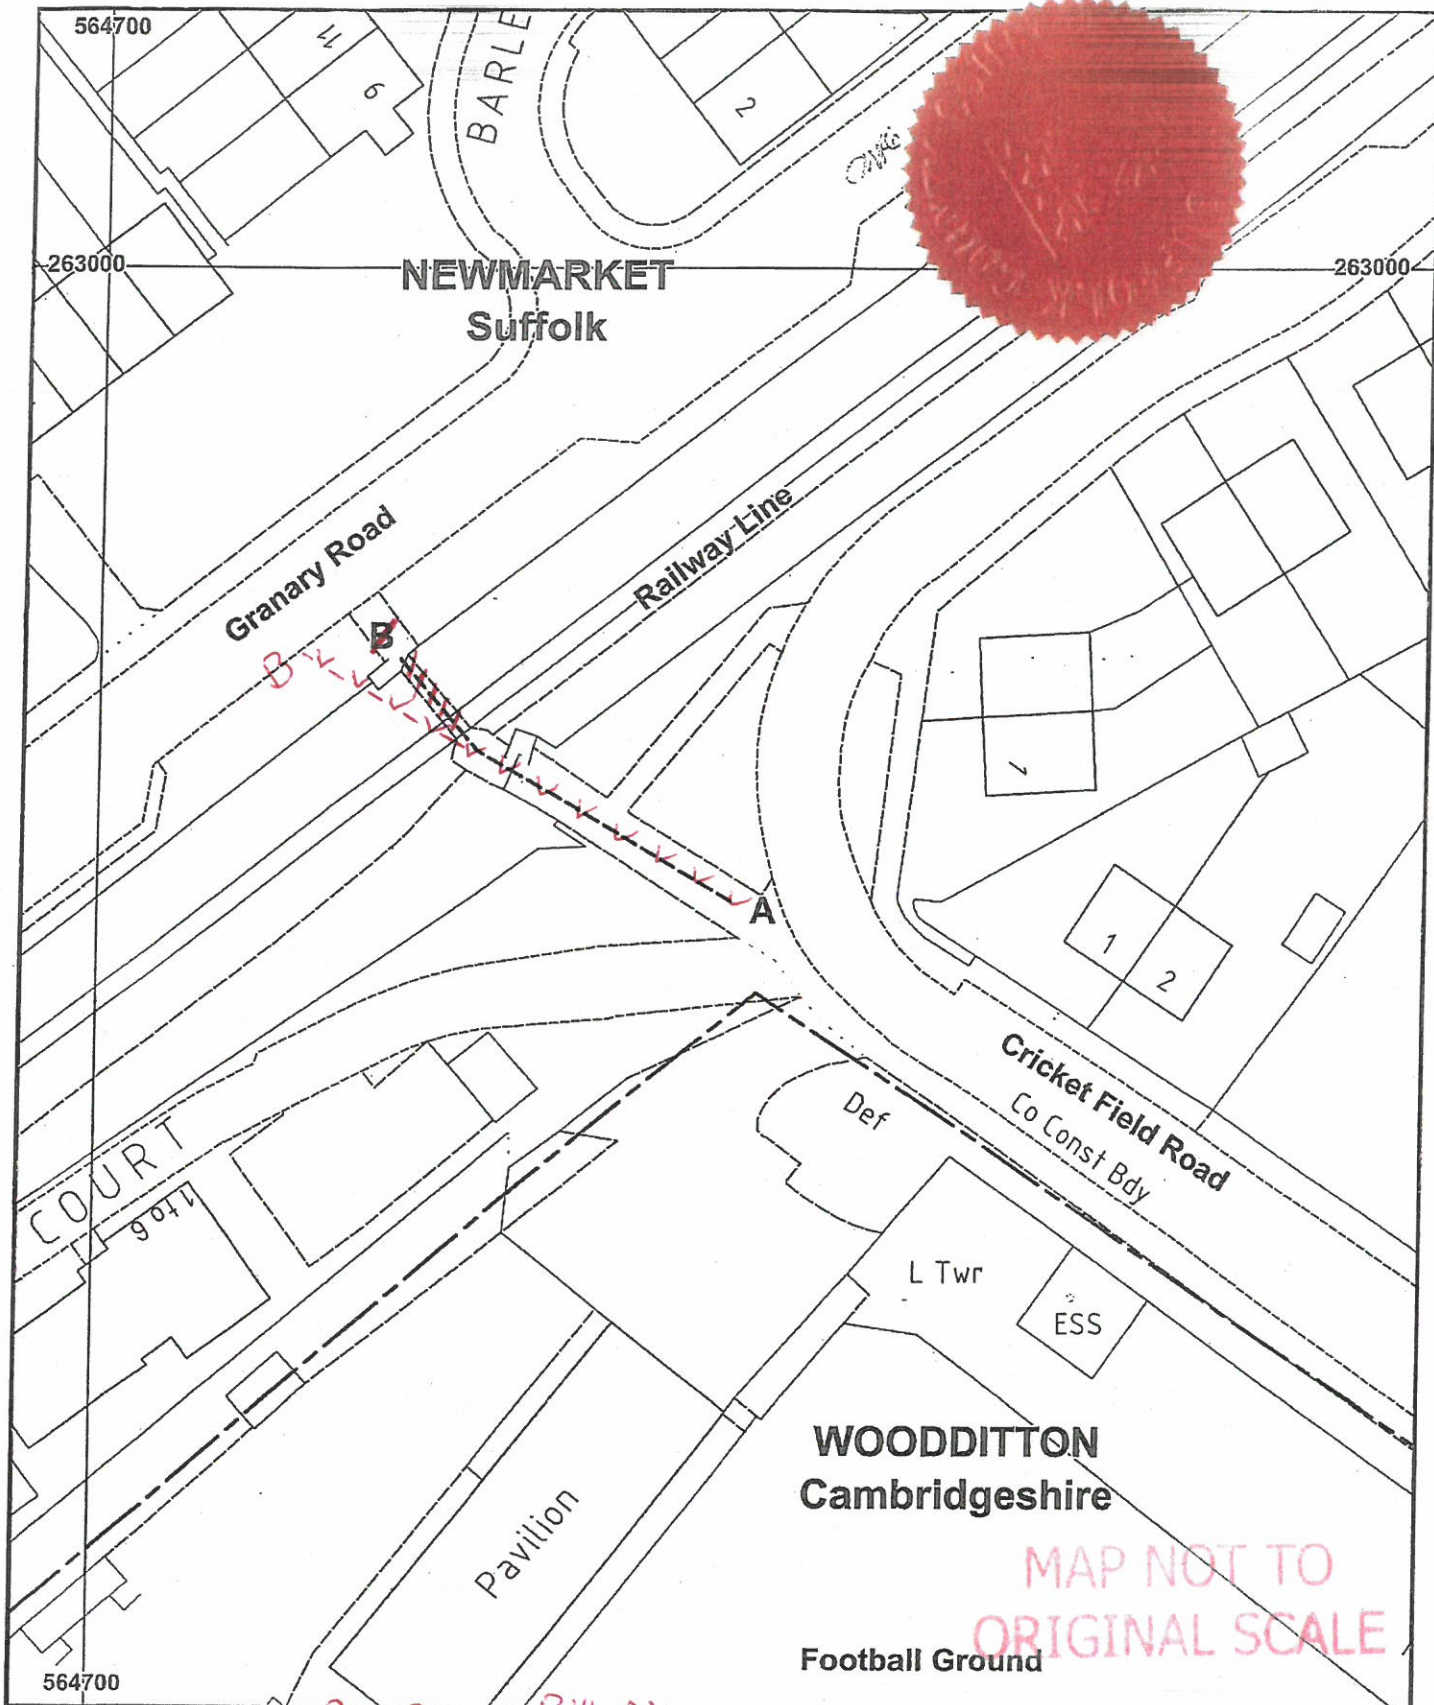 564700
11
9
BARLE
2
263000
NEWMARKET
263000
Suffolk
Granary Road
Railway Line
B
B
1
A
1
2
Cricket Field Road
Co Const Bdy
Def
COURT
1 to 6
L Twr
ESS
WOODDITTON
Cambridgeshire
Pavilion
MAP NOT TO
ORIGINAL SCALE
Football Ground
564700